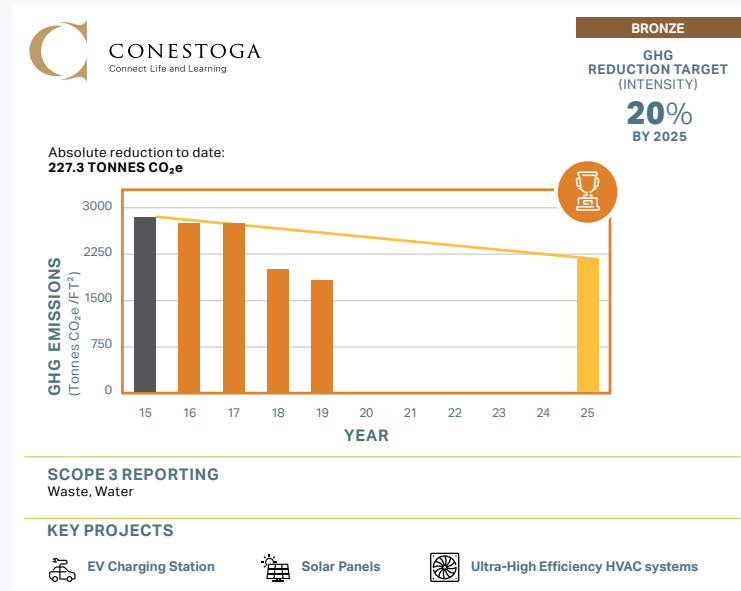 CONESTOGA
Connect Life and Learning
BRONZE
GHG
REDUCTION TARGET
(INTENSITY)
20%
BY 2025
Absolute reduction to date:
227.3 TONNES CO₂e
GHG EMISSIONS
(Tonnes CO₂e/FT²)
3000
2250
1500
750
0
15 16 17 18 19 20 21 22 23 24 25
YEAR
SCOPE 3 REPORTING
Waste, Water
KEY PROJECTS
EV Charging Station Solar Panels Ultra-High Efficiency HVAC systems